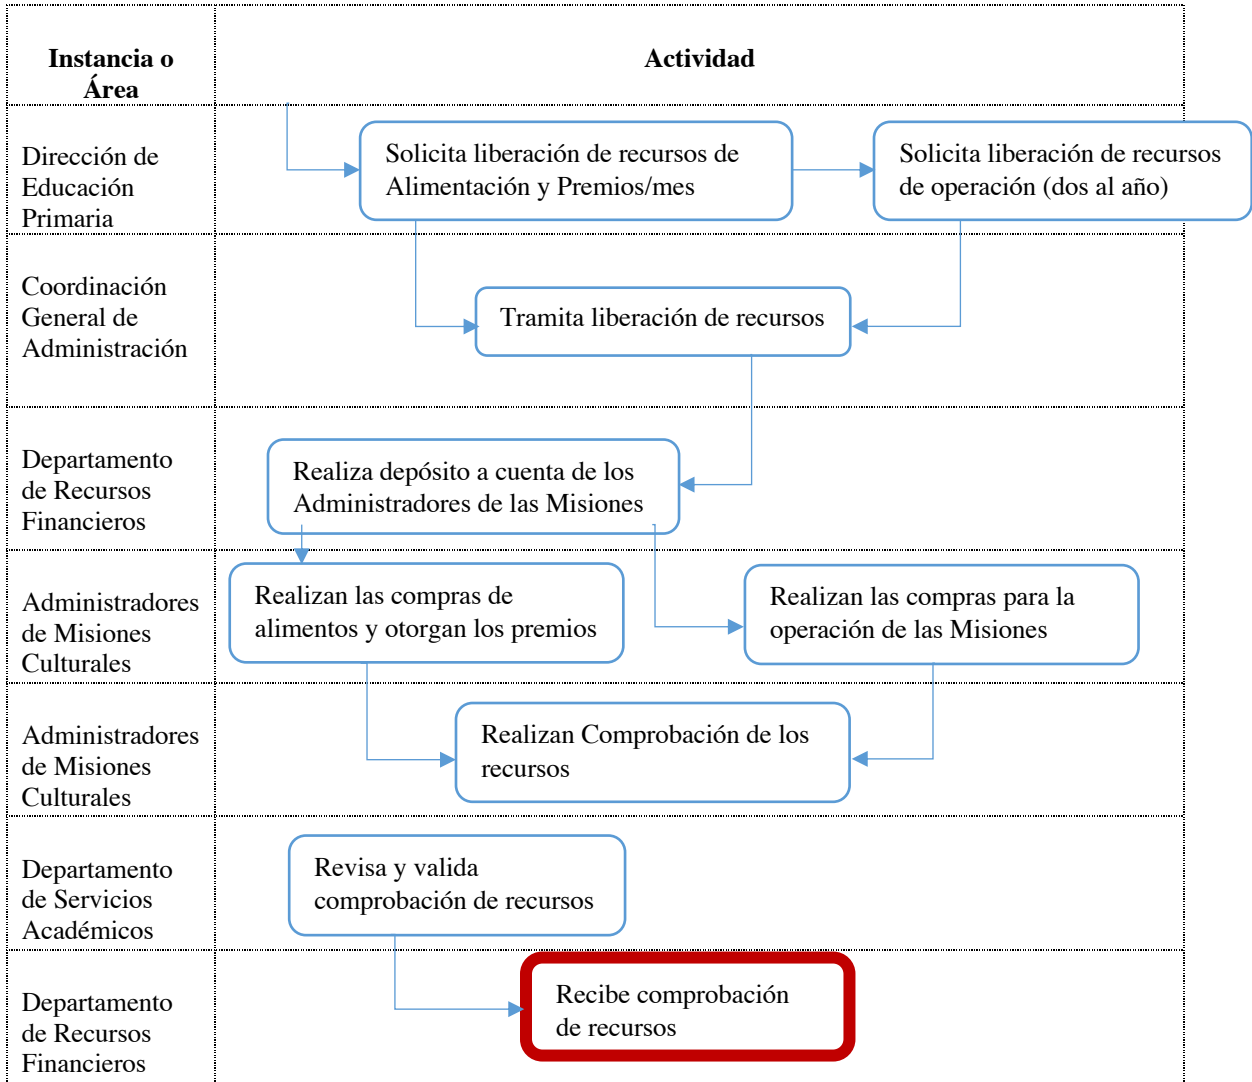 Instancia o
Área
Actividad
Dirección de
Educación
Primaria
Solicita liberación de recursos de
Alimentación y Premios/mes
Solicita liberación de recursos
de operación (dos al año)
Coordinación
General de
Administración
Tramita liberación de recursos
Departamento
de Recursos
Financieros
Realiza depósito a cuenta de los
Administradores de las Misiones
Administradores
de Misiones
Culturales
Realizan las compras de
alimentos y otorgan los premios
Realizan las compras para la
operación de las Misiones
Administradores
de Misiones
Culturales
Realizan Comprobación de los
recursos
Departamento
de Servicios
Académicos
Revisa y valida
comprobación de recursos
Departamento
de Recursos
Financieros
Recibe comprobación
de recursos